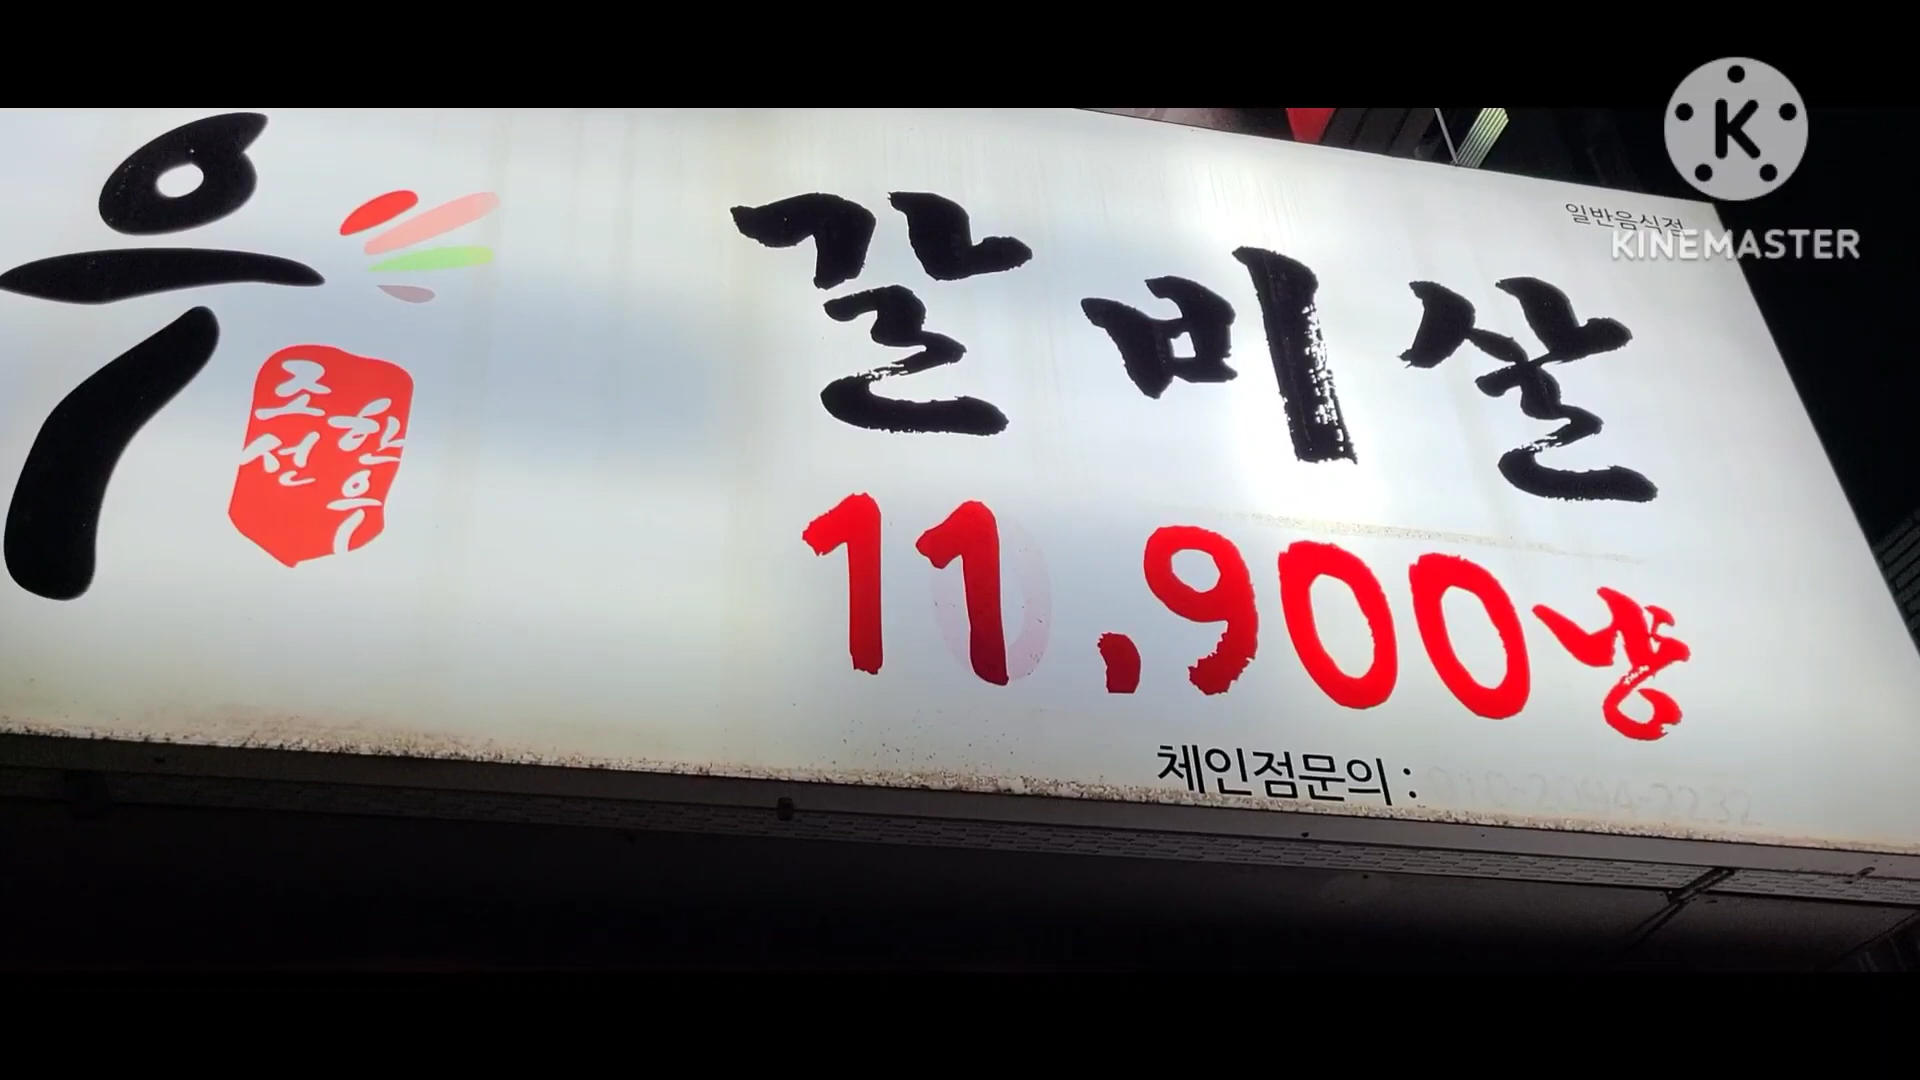 일반음식점
KINEMASTER
우
갈비살
조선
한우
11,900냥
체인점문의 :